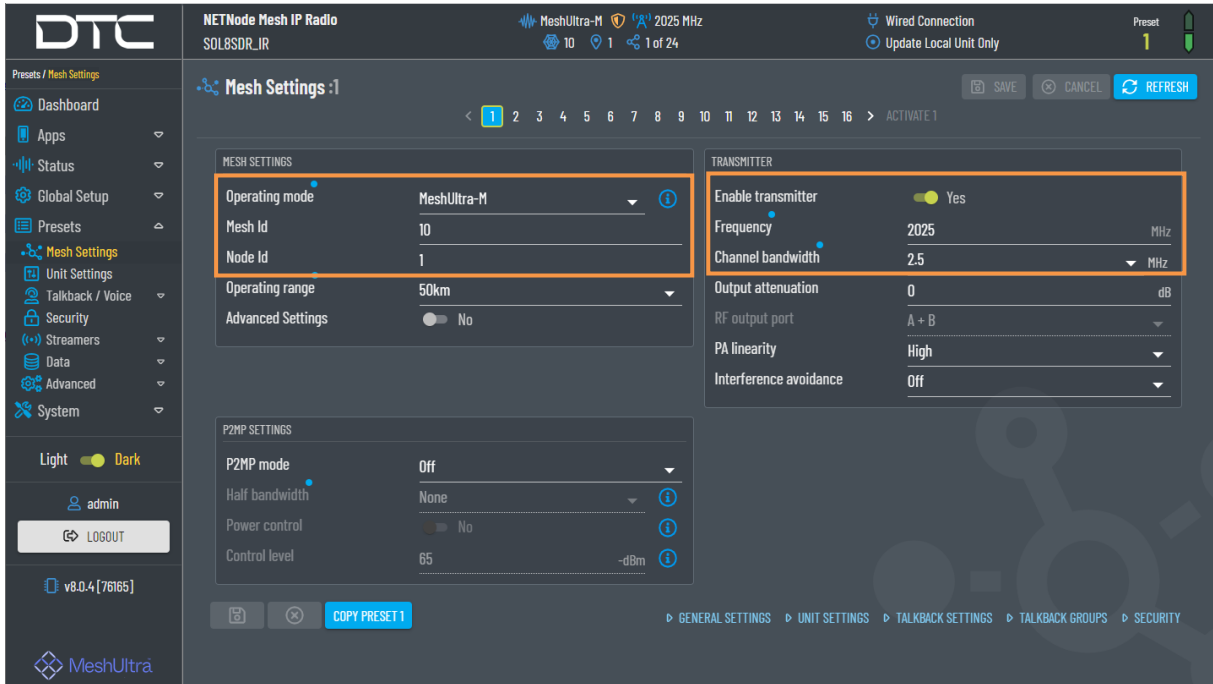 DTC
NETNode Mesh IP Radio
SOL8SDR_IR
MeshUltra-M 2025 MHz
10 1 1 of 24
Wired Connection
Update Local Unit Only
Preset
1
Presets / Mesh Settings
Dashboard
Apps
Status
Global Setup
Presets
Mesh Settings
Unit Settings
Talkback / Voice
Security
Streamers
Data
Advanced
System
Light Dark
admin
LOGOUT
v8.0.4 [76165]
MeshUltra
Mesh Settings :1
SAVE CANCEL REFRESH
< 1 2 3 4 5 6 7 8 9 10 11 12 13 14 15 16 > ACTIVATE 1
MESH SETTINGS
Operating mode MeshUltra-M
Mesh Id 10
Node Id 1
Operating range 50km
Advanced Settings No
TRANSMITTER
Enable transmitter Yes
Frequency 2025 MHz
Channel bandwidth 2.5 MHz
Output attenuation 0 dB
RF output port A + B
PA linearity High
Interference avoidance Off
P2MP SETTINGS
P2MP mode Off
Half bandwidth None
Power control No
Control level 65 -dBm
COPY PRESET 1
GENERAL SETTINGS UNIT SETTINGS TALKBACK SETTINGS TALKBACK GROUPS SECURITY